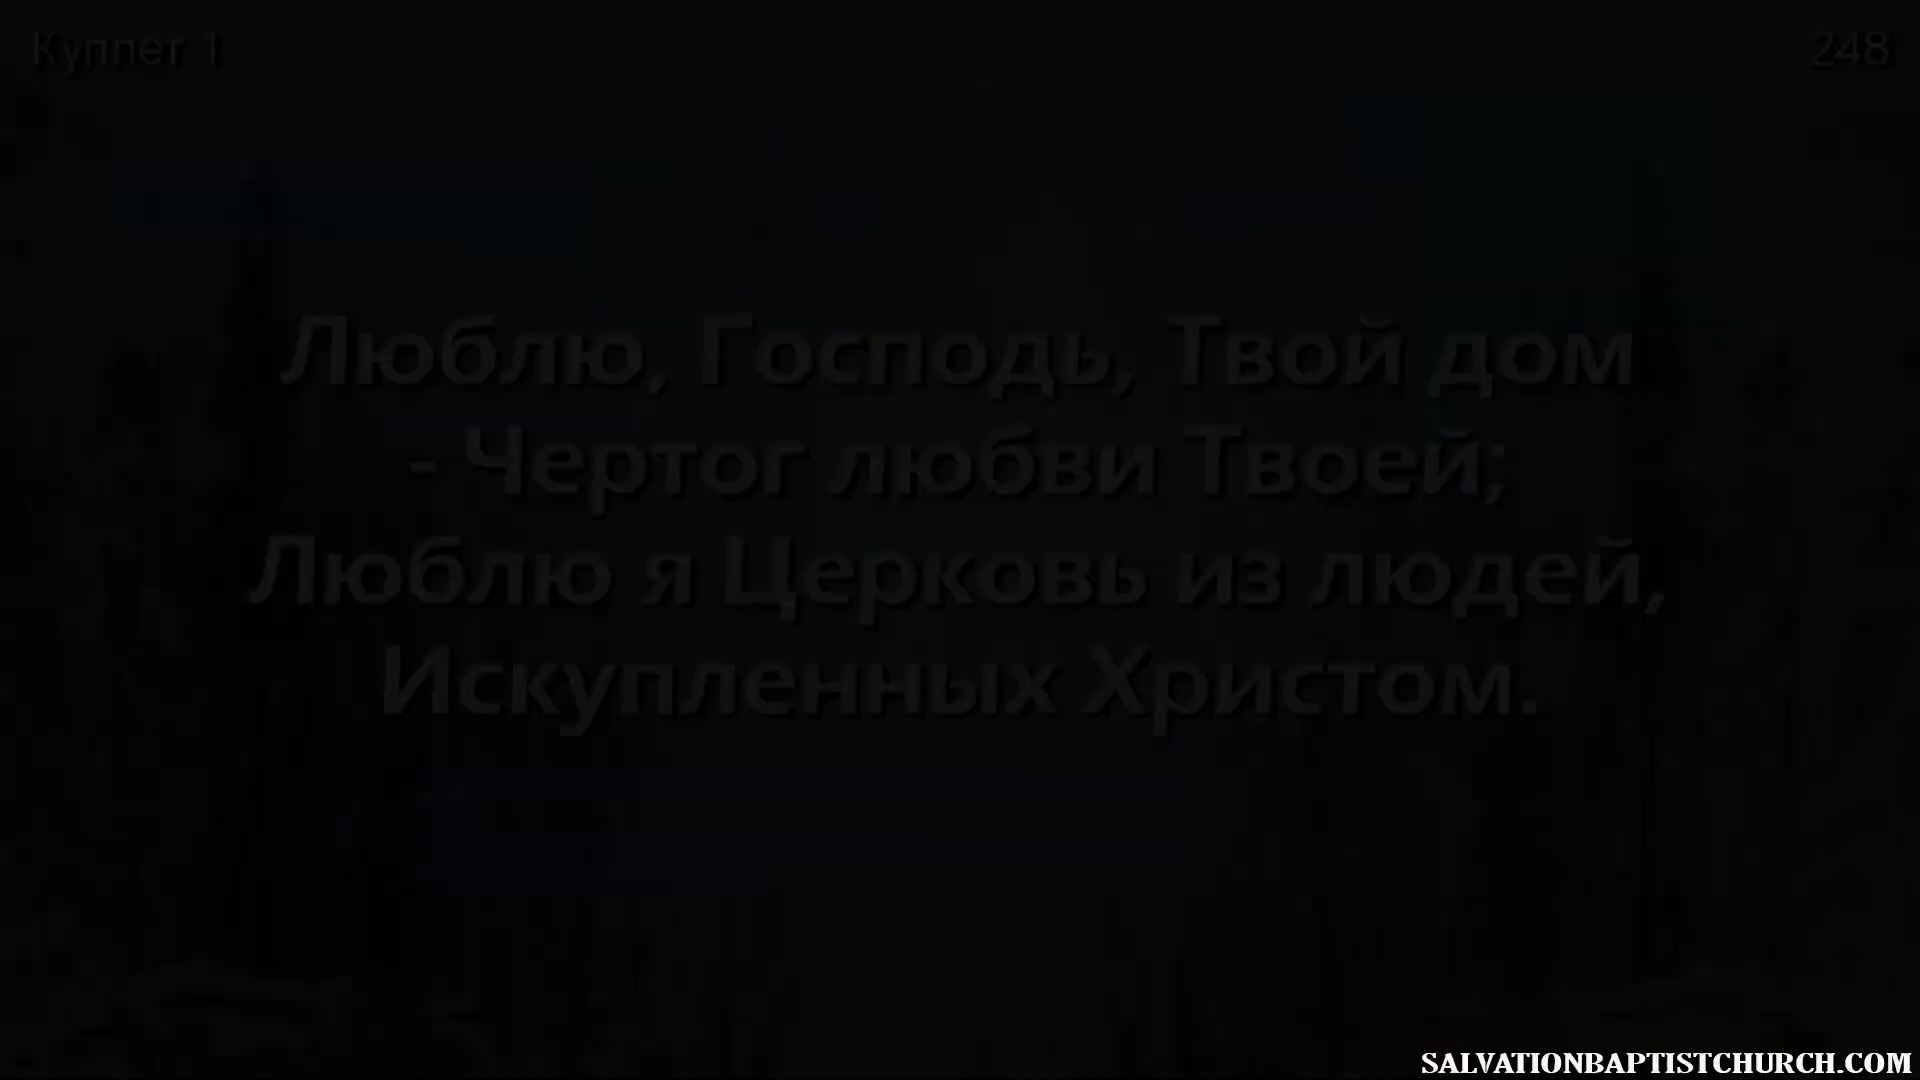 Куплет 1
248
Люблю, Господь, Твой дом
- Чертог любви Твоей;
Люблю я Церковь из людей,
Искупленных Христом.
SALVATIONBAPTISTCHURCH.COM